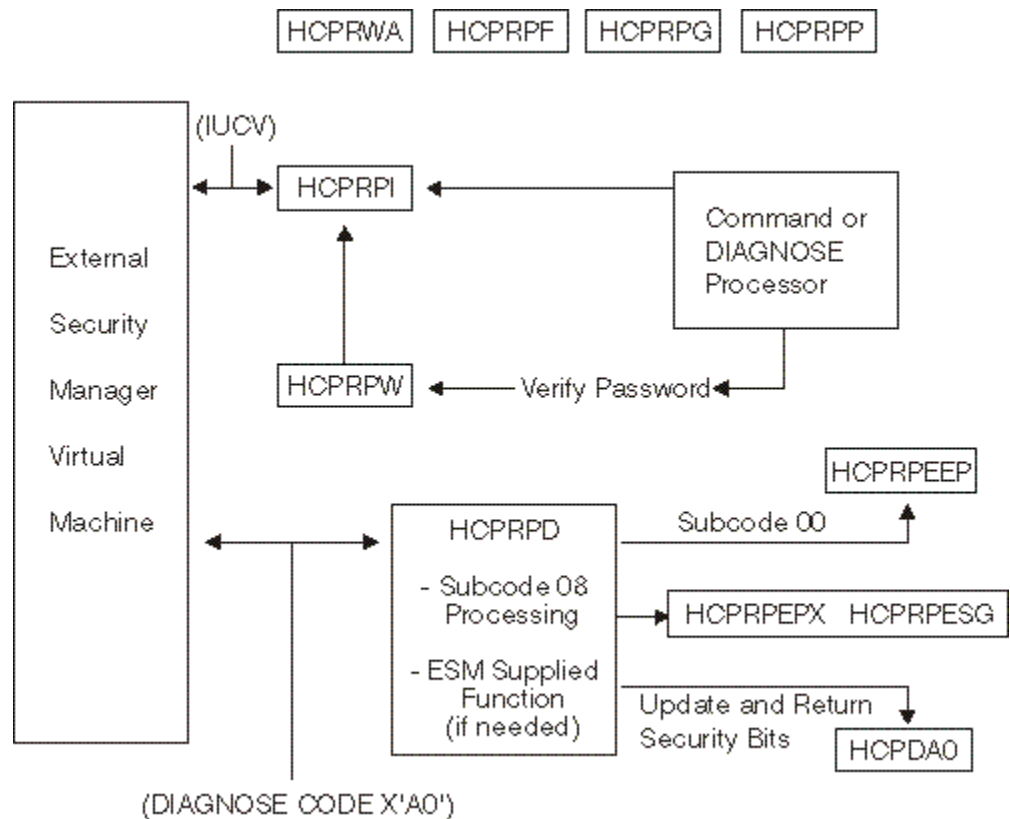 HCPRWA HCPRPF HCPRPG HCPRPP
(IUCV)
HCPRPI
Command or
DIAGNOSE
Processor
External
Security
Manager
Virtual
Machine
HCPRPW
Verify Password
HCPRPEEP
Subcode 00
HCPRPD
- Subcode 08
Processing
- ESM Supplied
Function
(if needed)
HCPRPEPX HCPRPESG
Update and Return
Security Bits
HCPDA0
(DIAGNOSE CODE X'A0')